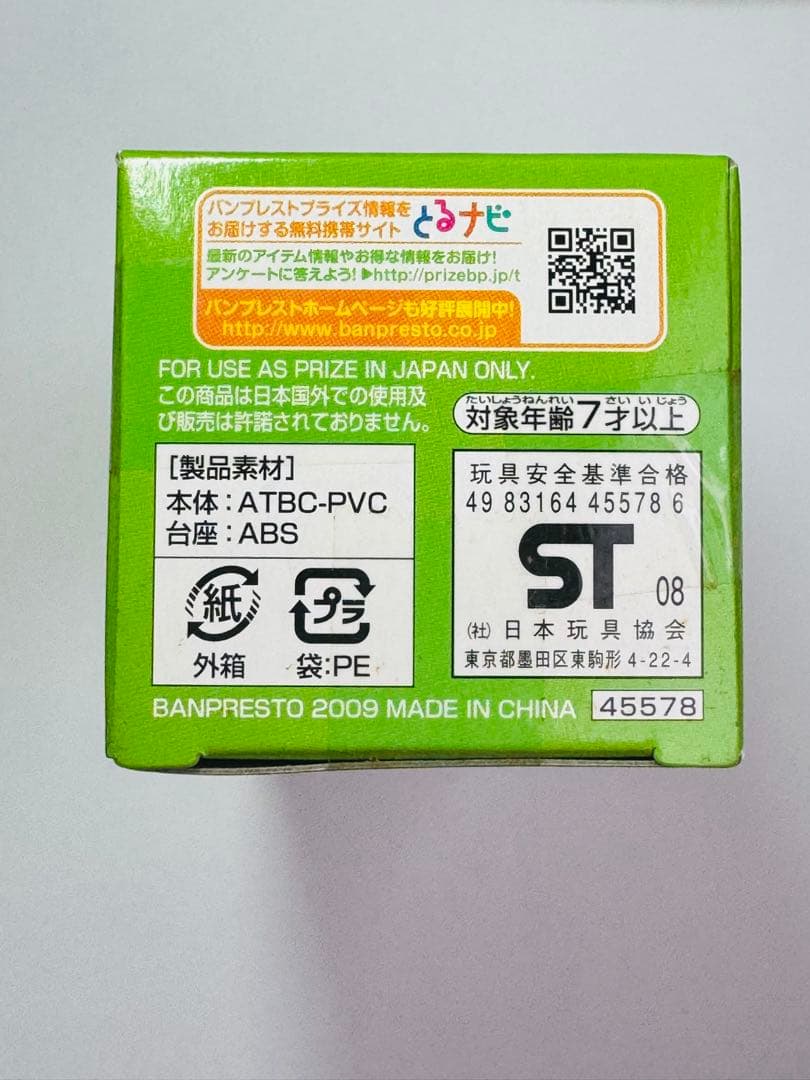 バンプレストプライズ情報を
お届けする無料携帯サイト
とるナビ
最新のアイテム情報やお得な情報をお届け!
アンケートに答えよう!▶http://prizebp.jp/t
バンプレストホームページも好評展開中!
http://www.banpresto.co.jp
FOR USE AS PRIZE IN JAPAN ONLY.
この商品は日本国外での使用及
び販売は許諾されておりません。
たいしょうねんれい さい いじょう
対象年齢7才以上
[製品素材]
本体:ATBC-PVC
台座:ABS
紙
外箱
プラ
袋:PE
玩具安全基準合格
49 83164 45578 6
ST 08
(社)日本玩具協会
東京都墨田区東駒形 4-22-4
BANPRESTO 2009 MADE IN CHINA 45578